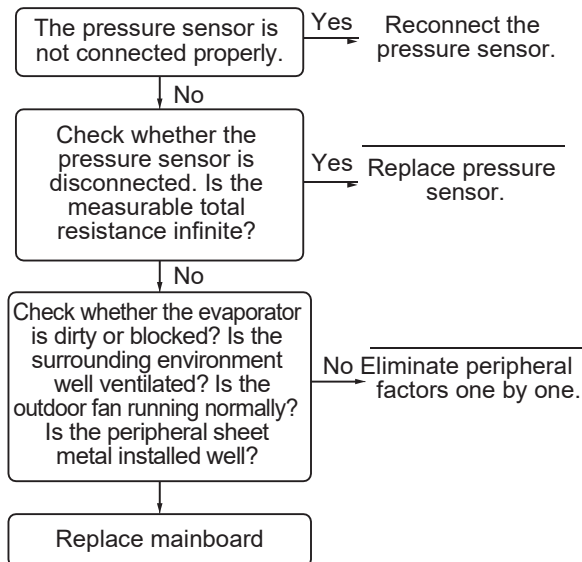 The pressure sensor is
not connected properly.
Yes
Reconnect the
pressure sensor.
No
Check whether the
pressure sensor is
disconnected. Is the
measurable total
resistance infinite?
Yes
Replace pressure
sensor.
No
Check whether the evaporator
is dirty or blocked? Is the
surrounding environment
well ventilated? Is the
outdoor fan running normally?
Is the peripheral sheet
metal installed well?
No
Eliminate peripheral
factors one by one.
Replace mainboard